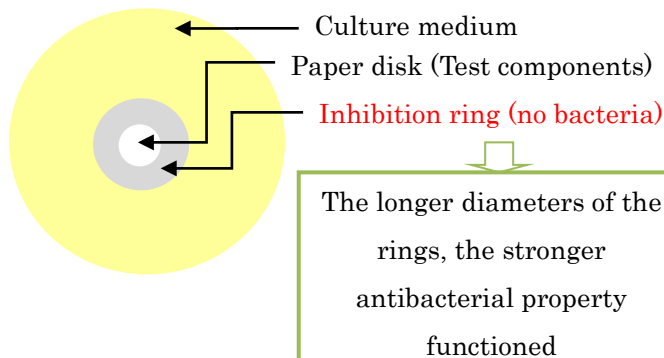 Culture medium
Paper disk (Test components)
Inhibition ring (no bacteria)
The longer diameters of the
rings, the stronger
antibacterial property
functioned